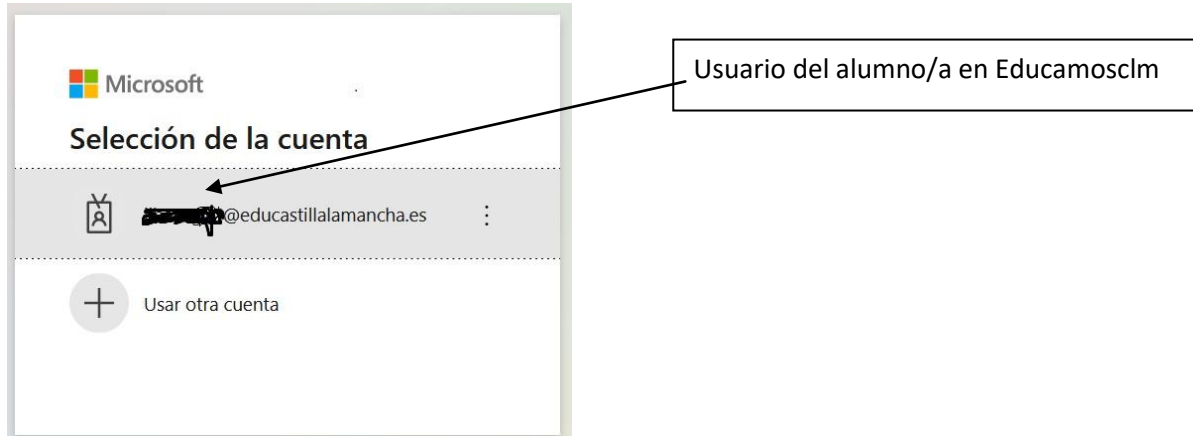 Microsoft
Selección de la cuenta
@educastillalamancha.es
Usar otra cuenta
Usuario del alumno/a en Educamosclm